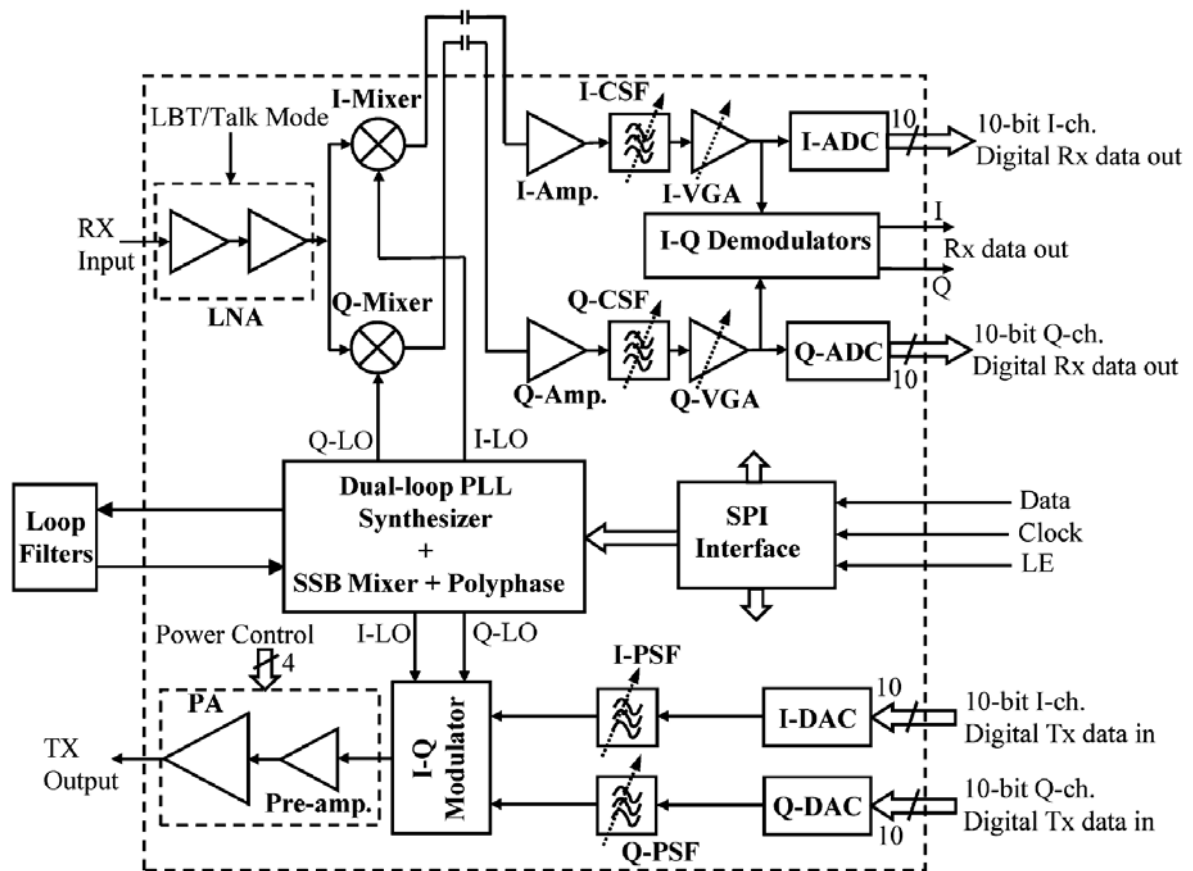 I-Mixer
LBT/Talk Mode
RX
Input
LNA
Q-Mixer
I-CSF
I-Amp.
I-VGA
I-ADC
10
10-bit I-ch.
Digital Rx data out
I-Q Demodulators
I
Rx data out
Q
Q-CSF
Q-Amp.
Q-VGA
Q-ADC
10
10-bit Q-ch.
Digital Rx data out
Q-LO
I-LO
Loop
Filters
Dual-loop PLL
Synthesizer
+
SSB Mixer + Polyphase
SPI
Interface
Data
Clock
LE
I-LO
Q-LO
Power Control
4
PA
TX
Output
Pre-amp.
I-Q
Modulator
I-PSF
I-DAC
10
10-bit I-ch.
Digital Tx data in
Q-PSF
Q-DAC
10
10-bit Q-ch.
Digital Tx data in